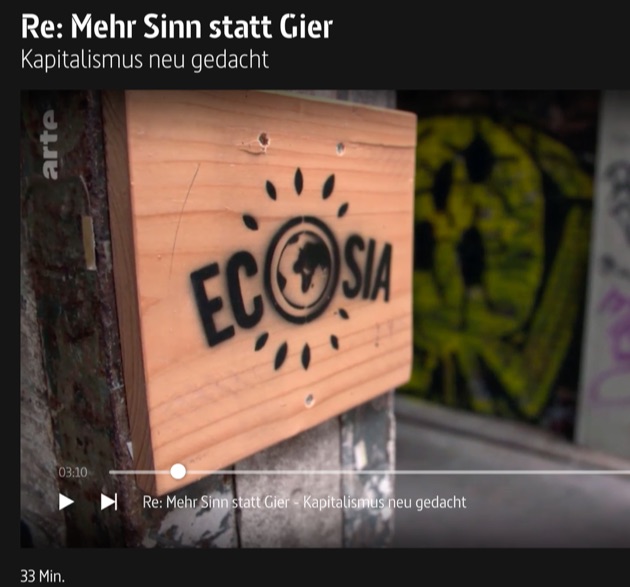 Re: Mehr Sinn statt Gier
Kapitalismus neu gedacht
arte
ECOSIA
03:10
Re: Mehr Sinn statt Gier - Kapitalismus neu gedacht
33 Min.